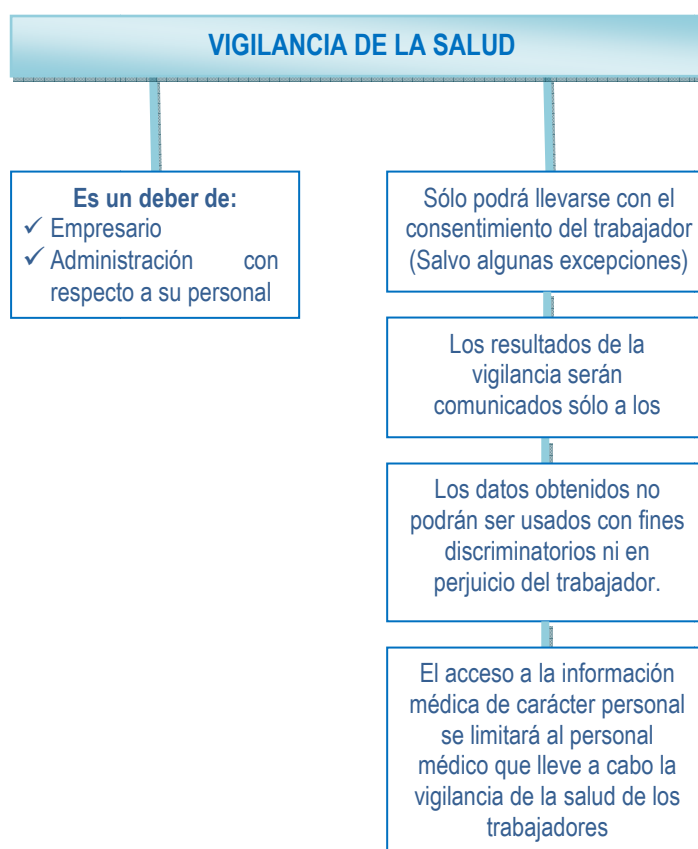 VIGILANCIA DE LA SALUD
Es un deber de:
✓ Empresario
✓ Administración con
respecto a su personal
Sólo podrá llevarse con el
consentimiento del trabajador
(Salvo algunas excepciones)
Los resultados de la
vigilancia serán
comunicados sólo a los
Los datos obtenidos no
podrán ser usados con fines
discriminatorios ni en
perjuicio del trabajador.
El acceso a la información
médica de carácter personal
se limitará al personal
médico que lleve a cabo la
vigilancia de la salud de los
trabajadores